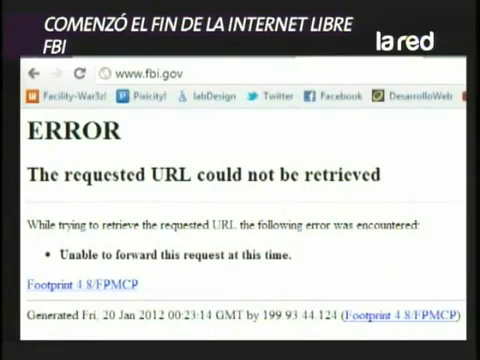 COMENZÓ EL FIN DE LA INTERNET LIBRE
FBI
la red
www.fbi.gov
Facility-War3z! Pixicity! labDesign Twitter Facebook DesarrolloWeb
ERROR
The requested URL could not be retrieved
While trying to retrieve the requested URL the following error was encountered:
• Unable to forward this request at this time.
Footprint 4.8/FPMCP
Generated Fri, 20 Jan 2012 00:23:14 GMT by 199.93.44.124 (Footprint 4.8/FPMCP)